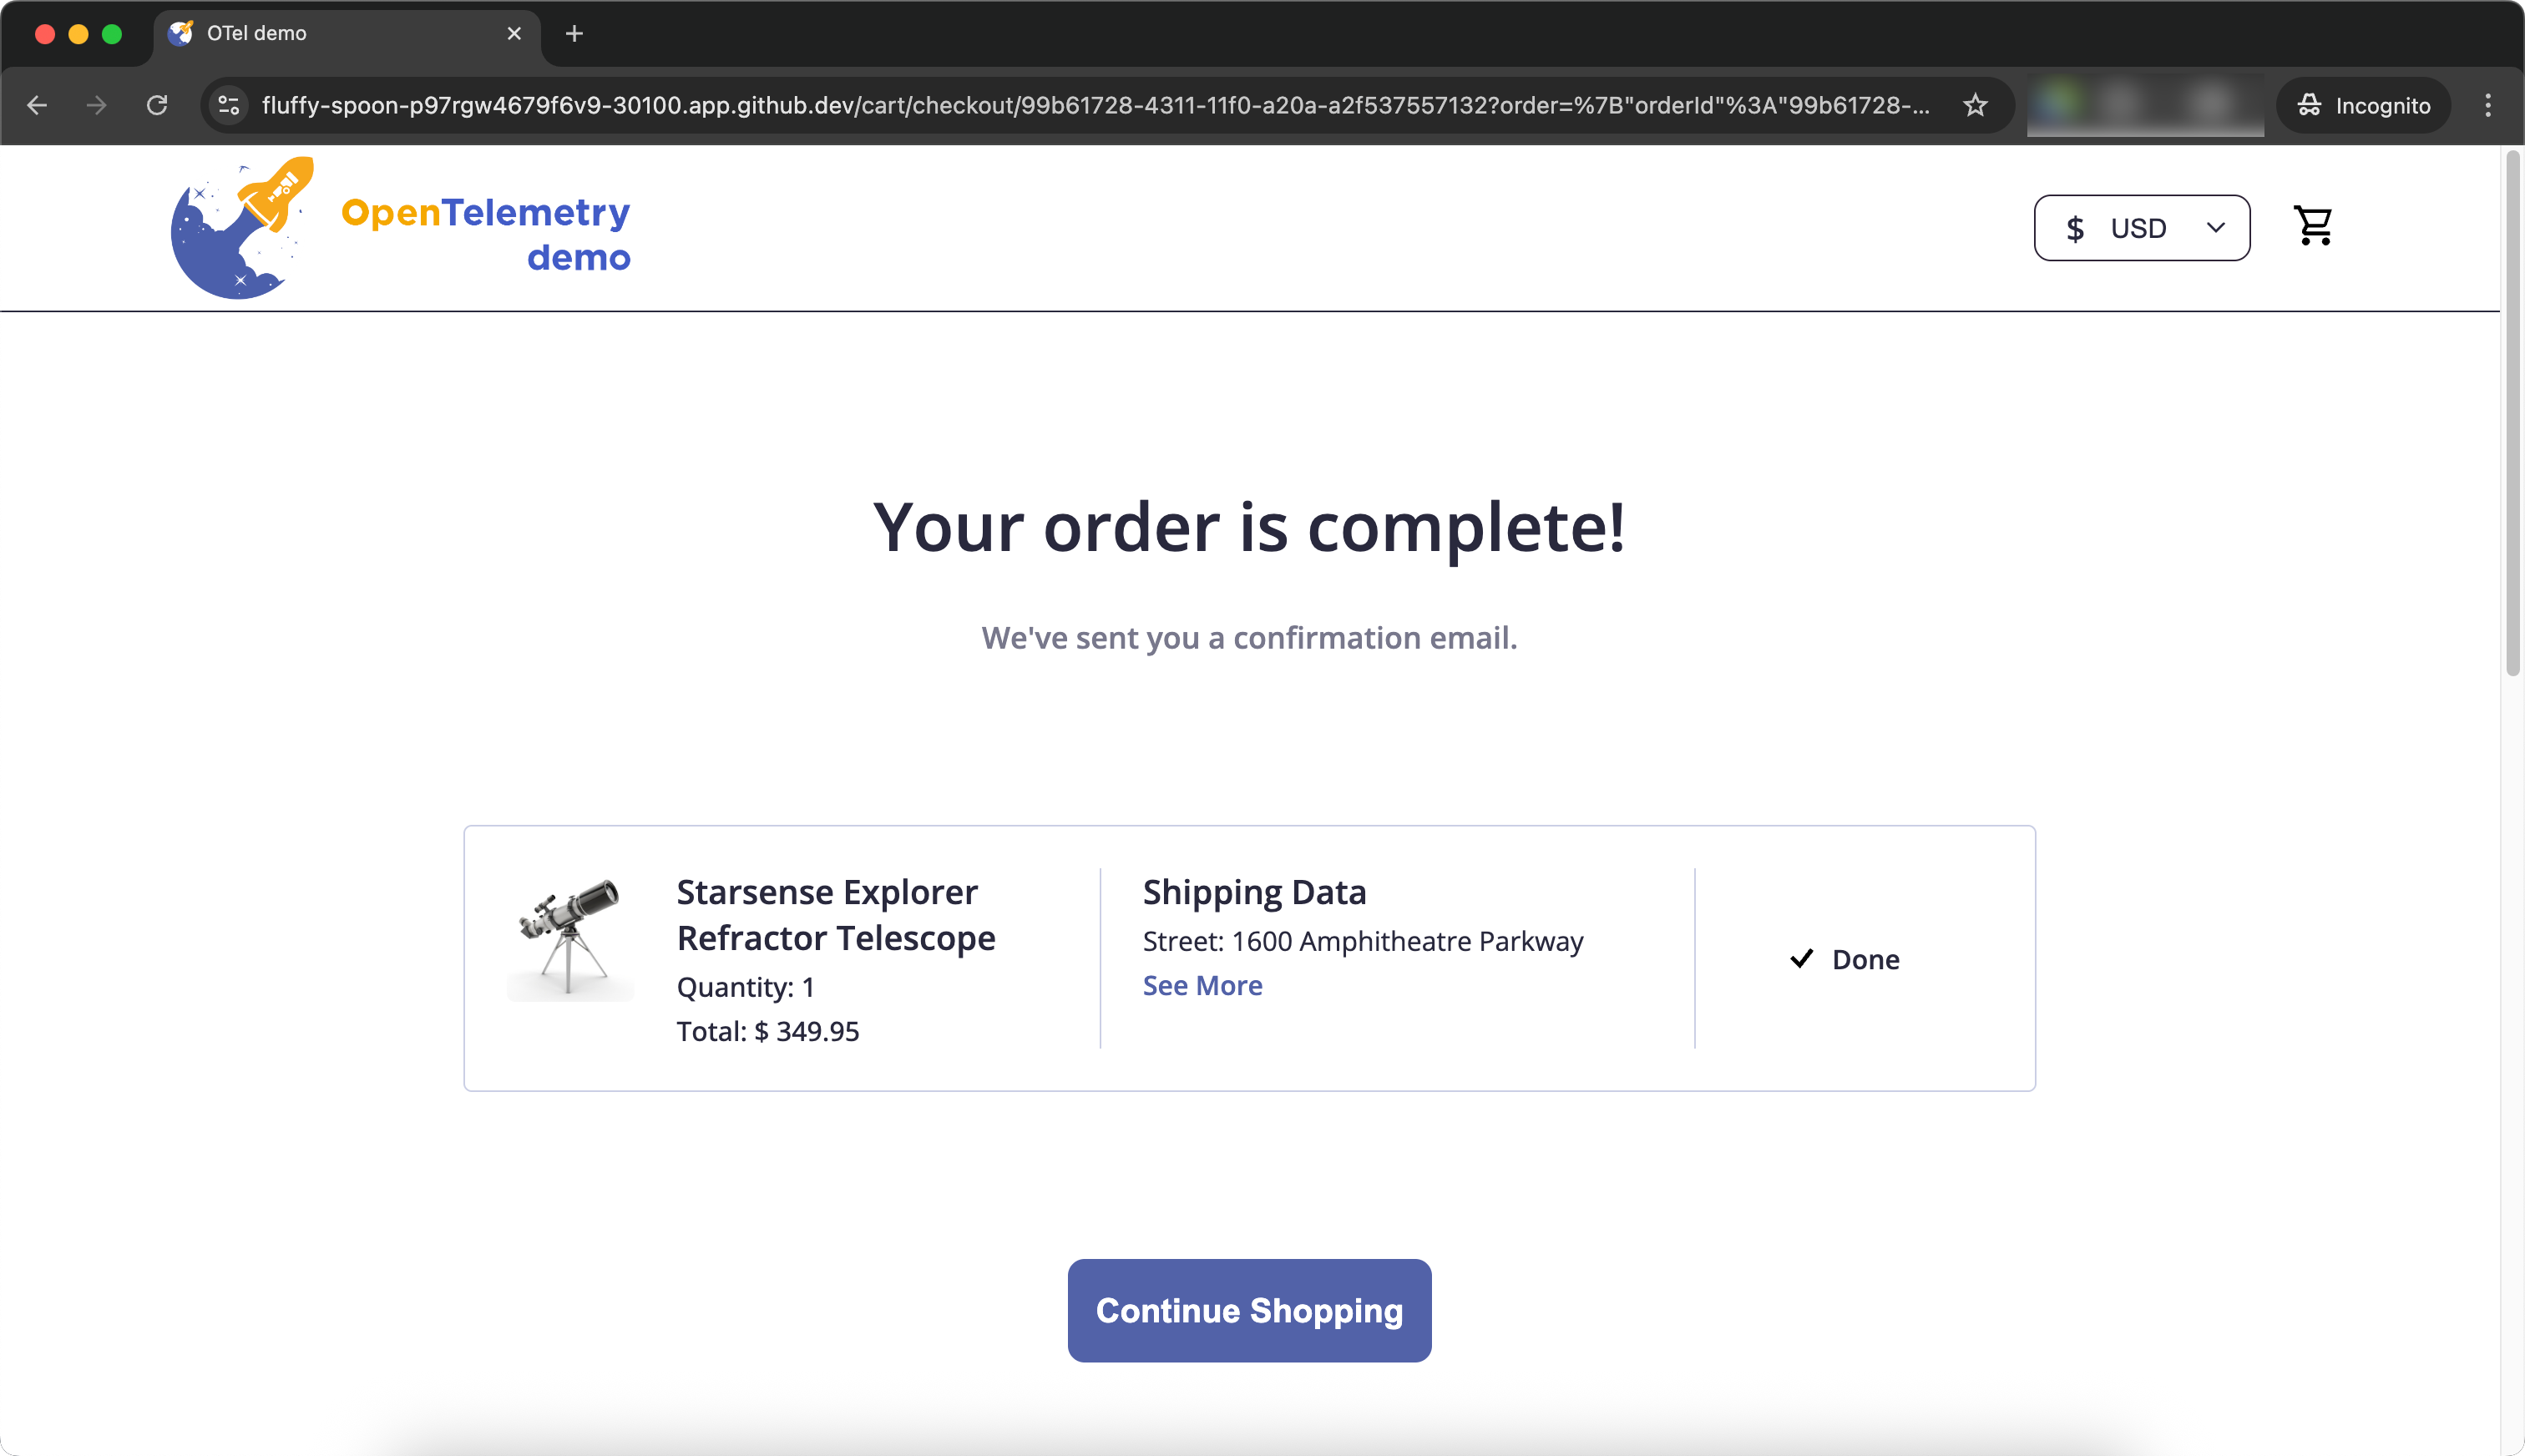 OTel demo
fluffy-spoon-p97rgw4679f6v9-30100.app.github.dev/cart/checkout/99b61728-4311-11f0-a20a-a2f537557132?order=%7B"orderId"%3A"99b61728-...
Incognito
OpenTelemetry
demo
$ USD
Your order is complete!
We've sent you a confirmation email.
Starsense Explorer
Refractor Telescope
Quantity: 1
Total: $ 349.95
Shipping Data
Street: 1600 Amphitheatre Parkway
See More
Done
Continue Shopping